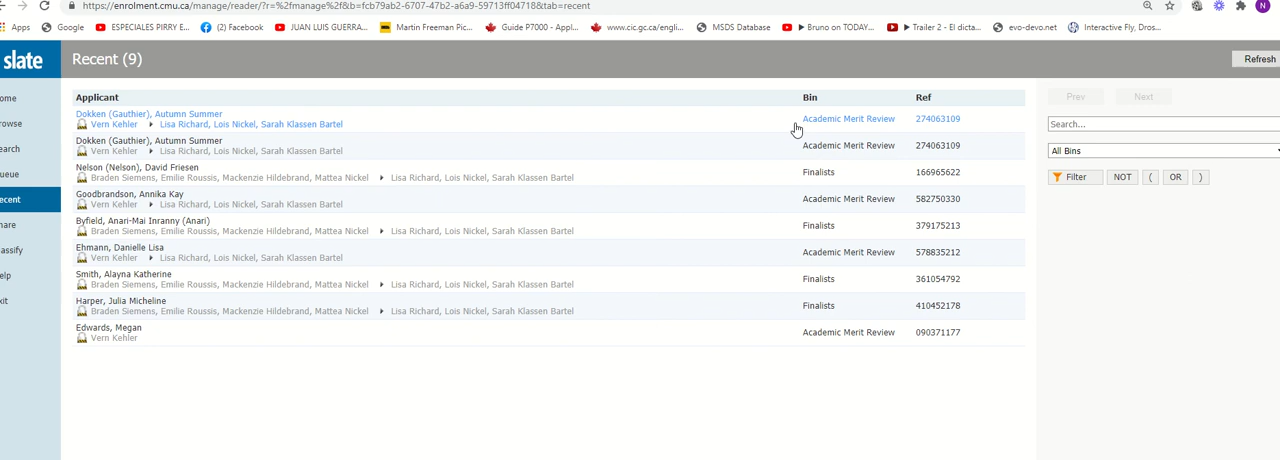 https://enrolment.cmu.ca/manage/reader/?r=%2fmanage%2f&b=fcb79ab2-6707-47b2-a6a9-59713ff04718&tab=recent N
Apps Google ESPECIALES PIRRY E... (2) Facebook JUAN LUIS GUERRA... Martin Freeman Pic... Guide P7000 - Appl... www.cic.gc.ca/engli... MSDS Database Bruno on TODAY... Trailer 2 - El dicta... evo-devo.net Interactive Fly, Dros...
slate Recent (9) Refresh
ome
rowse
earch
ueue
ecent
hare
lassify
elp
xit
Applicant Bin Ref
Dokken (Gauthier), Autumn Summer
Vern Kehler Lisa Richard, Lois Nickel, Sarah Klassen Bartel
Academic Merit Review 274063109
Dokken (Gauthier), Autumn Summer
Vern Kehler Lisa Richard, Lois Nickel, Sarah Klassen Bartel
Academic Merit Review 274063109
Nelson (Nelson), David Friesen
Braden Siemens, Emilie Roussis, Mackenzie Hildebrand, Mattea Nickel Lisa Richard, Lois Nickel, Sarah Klassen Bartel
Finalists 166965622
Goodbrandson, Annika Kay
Vern Kehler Lisa Richard, Lois Nickel, Sarah Klassen Bartel
Academic Merit Review 582750330
Byfield, Anari-Mai Inranny (Anari)
Braden Siemens, Emilie Roussis, Mackenzie Hildebrand, Mattea Nickel Lisa Richard, Lois Nickel, Sarah Klassen Bartel
Finalists 379175213
Ehmann, Danielle Lisa
Vern Kehler Lisa Richard, Lois Nickel, Sarah Klassen Bartel
Academic Merit Review 578835212
Smith, Alayna Katherine
Braden Siemens, Emilie Roussis, Mackenzie Hildebrand, Mattea Nickel Lisa Richard, Lois Nickel, Sarah Klassen Bartel
Finalists 361054792
Harper, Julia Micheline
Braden Siemens, Emilie Roussis, Mackenzie Hildebrand, Mattea Nickel Lisa Richard, Lois Nickel, Sarah Klassen Bartel
Finalists 410452178
Edwards, Megan
Vern Kehler
Academic Merit Review 090371177
Prev Next
Search...
All Bins
Filter NOT ( OR )